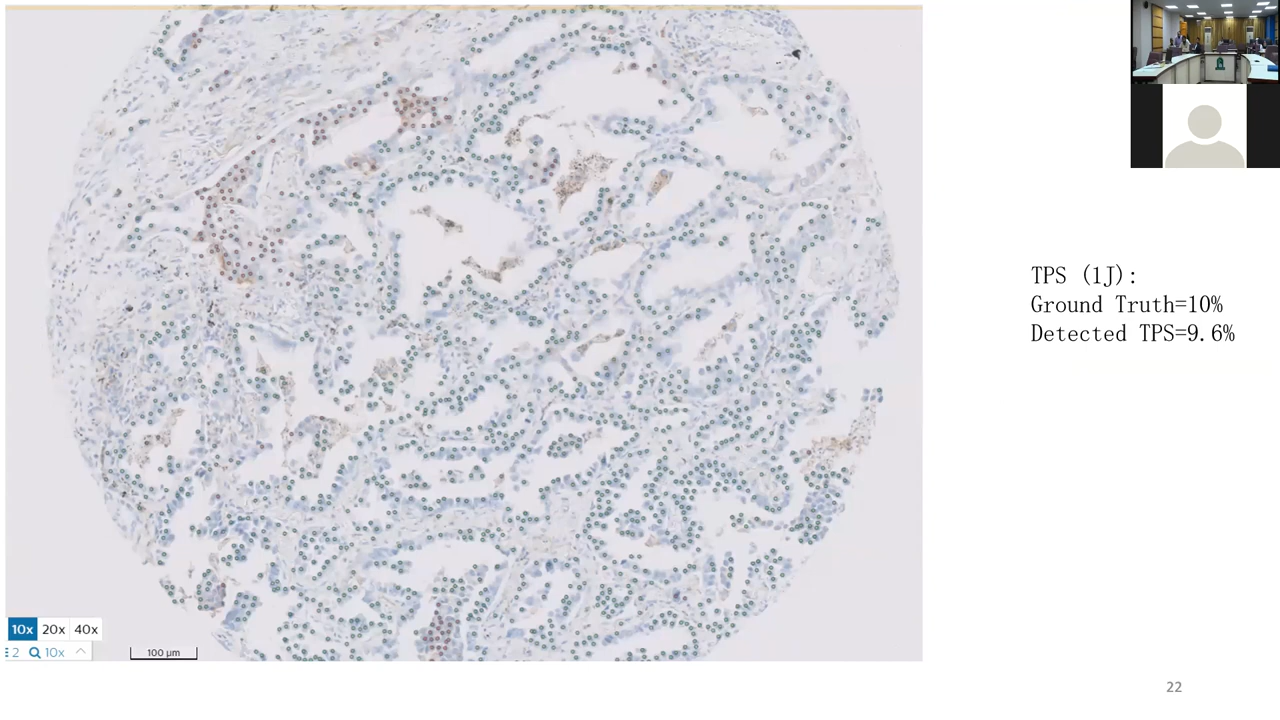 TPS (1J):
Ground Truth=10%
Detected TPS=9.6%
10x 20x 40x
2 10x
100 µm
22